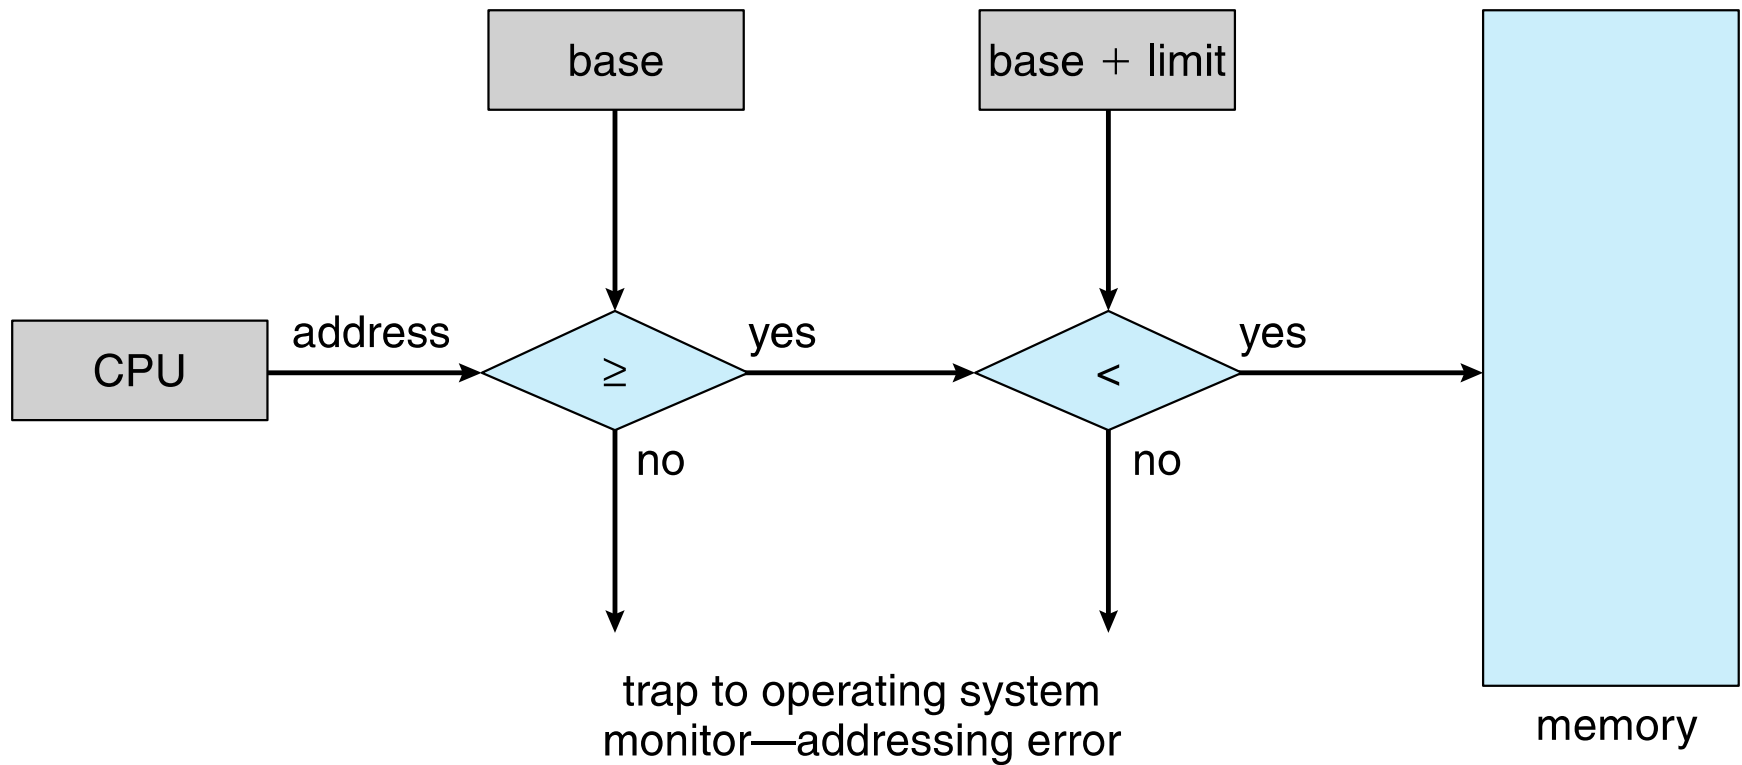 base
base + limit
CPU
address
≥
yes
<
yes
no
no
trap to operating system
monitor—addressing error
memory